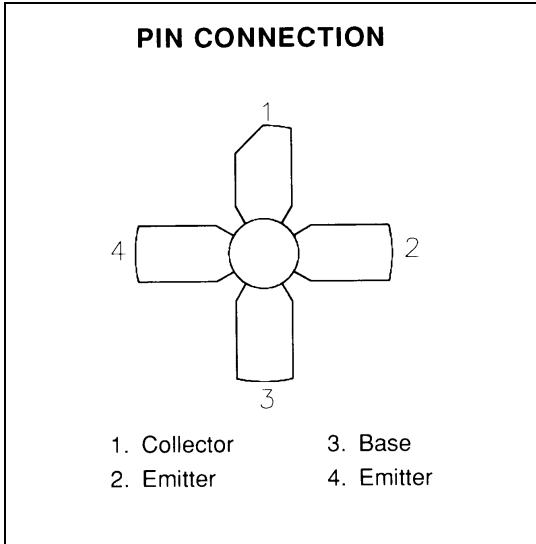 PIN CONNECTION
1
4
2
3
1. Collector
3. Base
2. Emitter
4. Emitter